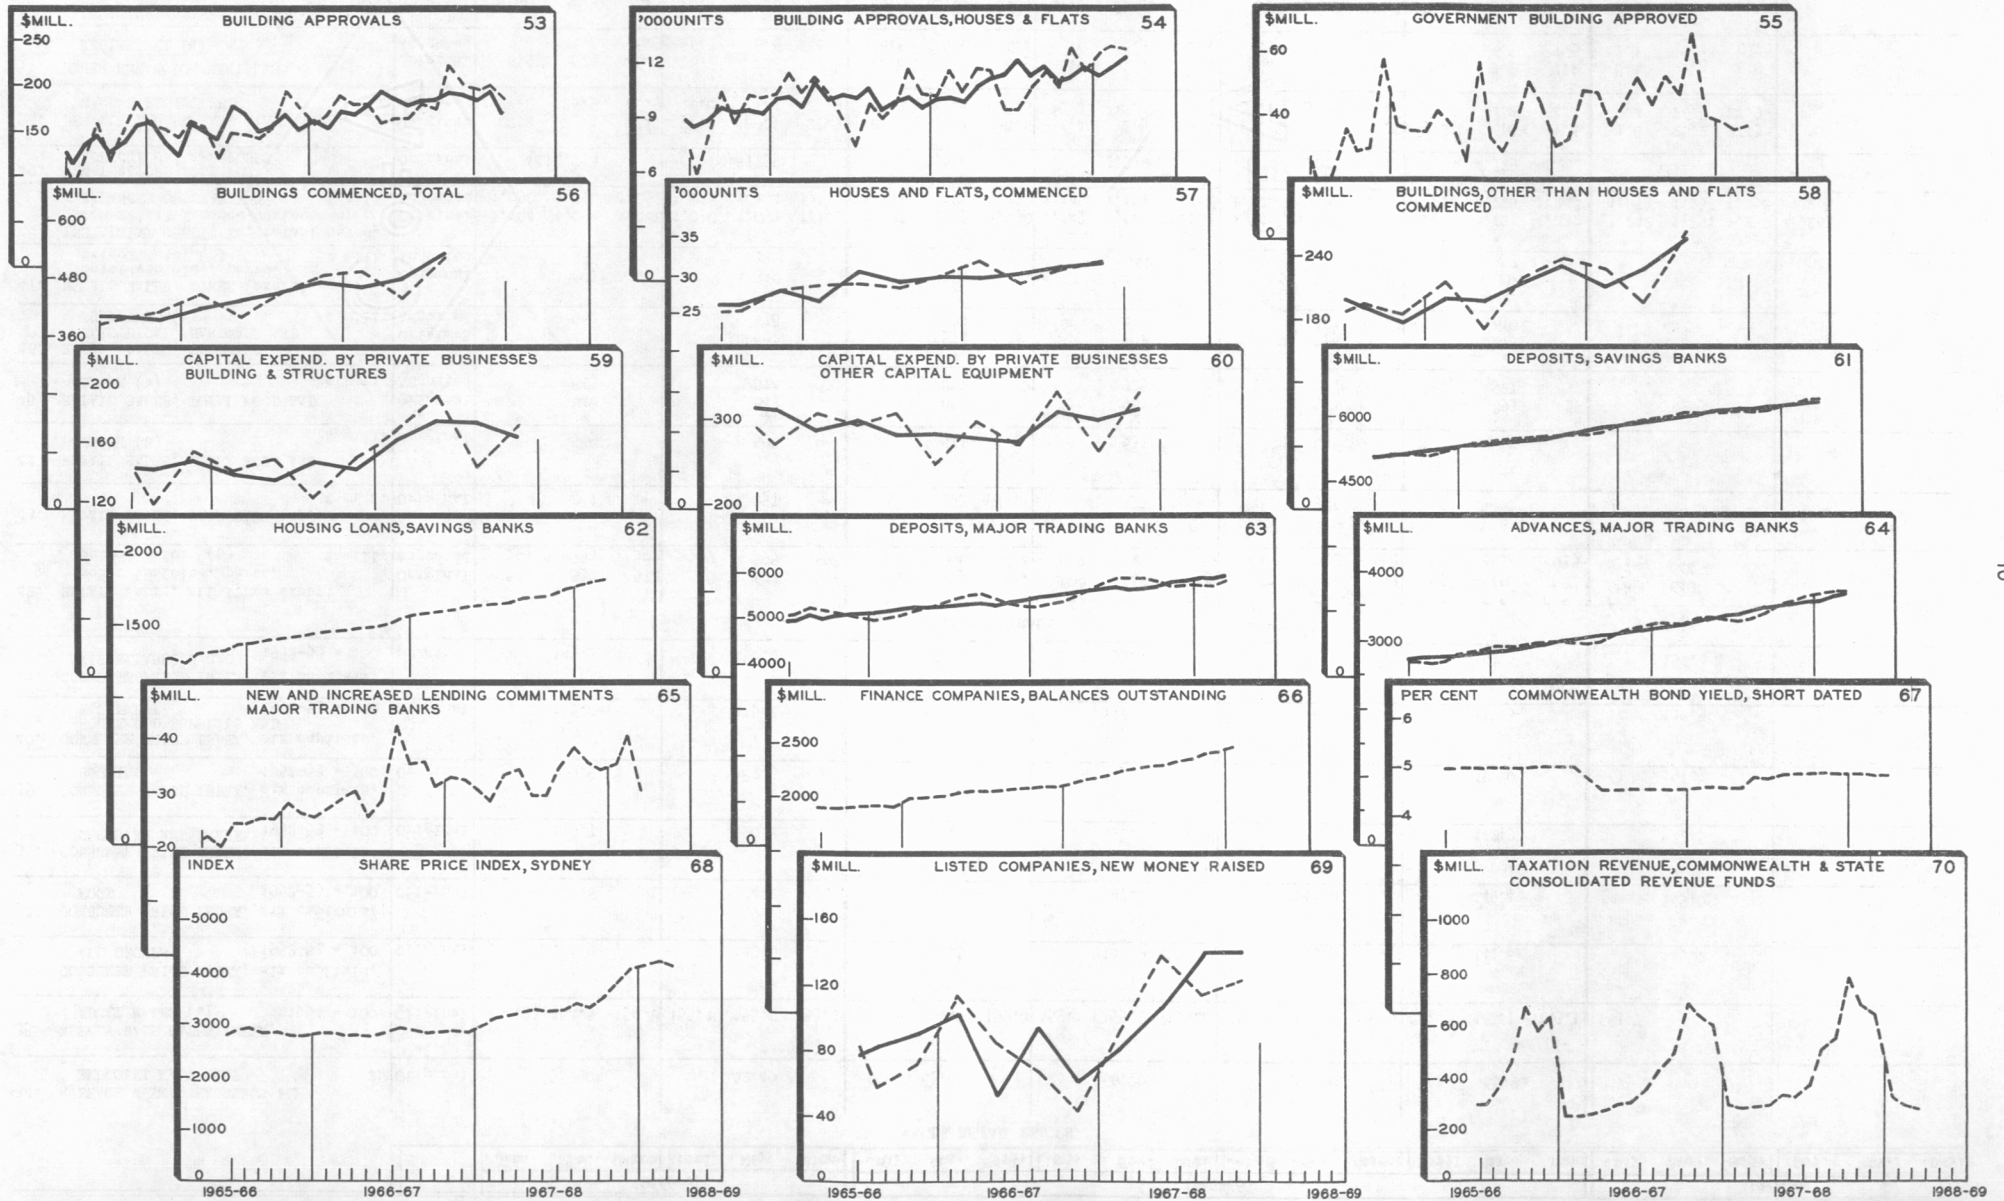 $MILL. BUILDING APPROVALS 53
250
200
150
0
'000UNITS BUILDING APPROVALS, HOUSES & FLATS 54
12
9
6
0
$MILL. GOVERNMENT BUILDING APPROVED 55
60
40
0
$MILL. BUILDINGS COMMENCED, TOTAL 56
600
480
360
0
'000UNITS HOUSES AND FLATS, COMMENCED 57
35
30
25
0
$MILL. BUILDINGS, OTHER THAN HOUSES AND FLATS 58
COMMENCED
240
180
0
$MILL. CAPITAL EXPEND. BY PRIVATE BUSINESSES 59
BUILDING & STRUCTURES
200
160
120
0
$MILL. CAPITAL EXPEND. BY PRIVATE BUSINESSES 60
OTHER CAPITAL EQUIPMENT
300
200
0
$MILL. DEPOSITS, SAVINGS BANKS 61
6000
4500
0
$MILL. HOUSING LOANS, SAVINGS BANKS 62
2000
1500
0
$MILL. DEPOSITS, MAJOR TRADING BANKS 63
6000
5000
4000
0
$MILL. ADVANCES, MAJOR TRADING BANKS 64
4000
3000
0
$MILL. NEW AND INCREASED LENDING COMMITMENTS 65
MAJOR TRADING BANKS
40
30
20
$MILL. FINANCE COMPANIES, BALANCES OUTSTANDING 66
2500
2000
PER CENT COMMONWEALTH BOND YIELD, SHORT DATED 67
6
5
4
INDEX SHARE PRICE INDEX, SYDNEY 68
5000
4000
3000
2000
1000
0
1965-66 1966-67 1967-68 1968-69
$MILL. LISTED COMPANIES, NEW MONEY RAISED 69
160
120
80
40
0
1965-66 1966-67 1967-68 1968-69
$MILL. TAXATION REVENUE, COMMONWEALTH & STATE 70
CONSOLIDATED REVENUE FUNDS
1000
800
600
400
200
0
1965-66 1966-67 1967-68 1968-69